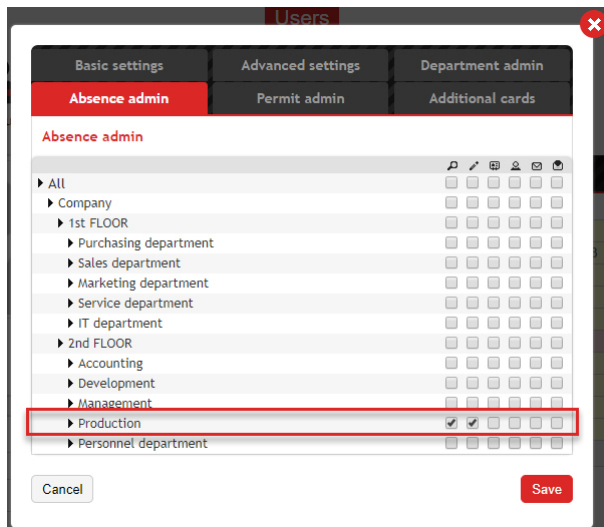 Users
Basic settings
Advanced settings
Department admin
Absence admin
Permit admin
Additional cards
Absence admin
All
Company
1st FLOOR
Purchasing department
Sales department
Marketing department
Service department
IT department
2nd FLOOR
Accounting
Development
Management
Production
Personnel department
Cancel
Save